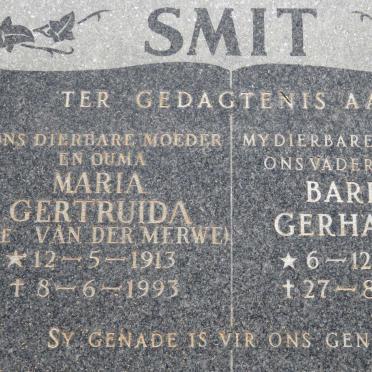 SMIT
TER GEDAGTENIS AA
ONS DIERBARE MOEDER
EN OUMA
MARIA
GERTRUIDA
E VAN DER MERWE)
★ 12-5-1913
† 8-6-1993
MY DIERBARE
ONS VADER
BAR
GERHA
★ 6-12
† 27-8
SY GENADE IS VIR ONS GEN